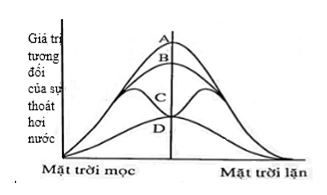 Giá trị
tương
đối
của sự
thoát
hơi
nước
A
B
C
D
Mặt trời mọc
Mặt trời lặn